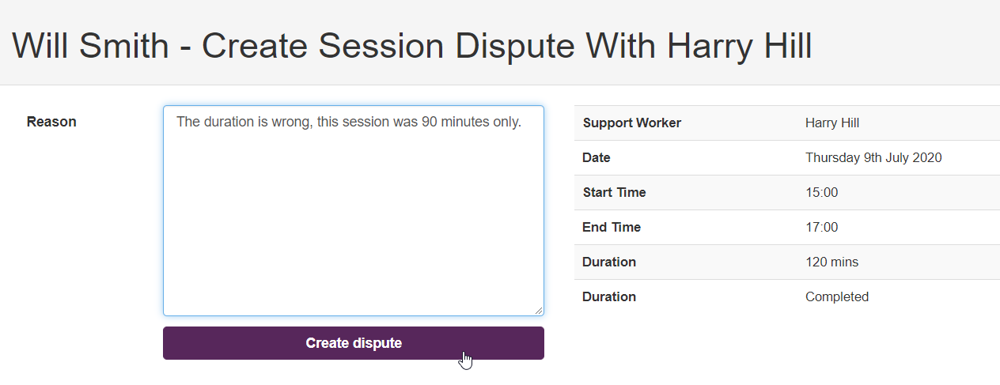 Will Smith - Create Session Dispute With Harry Hill
Reason
The duration is wrong, this session was 90 minutes only.
Create dispute
Support Worker Harry Hill
Date Thursday 9th July 2020
Start Time 15:00
End Time 17:00
Duration 120 mins
Duration Completed